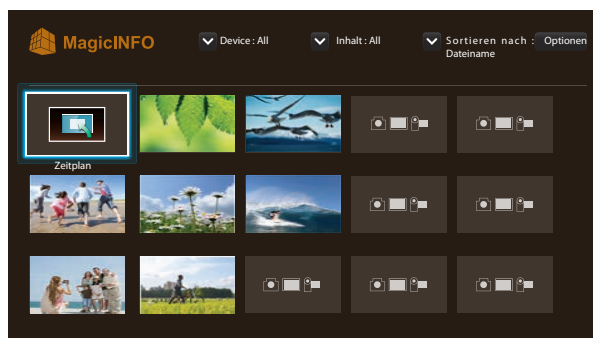 MagicINFO
Device : All
Inhalt : All
Sortieren nach :
Dateiname
Optionen
Zeitplan